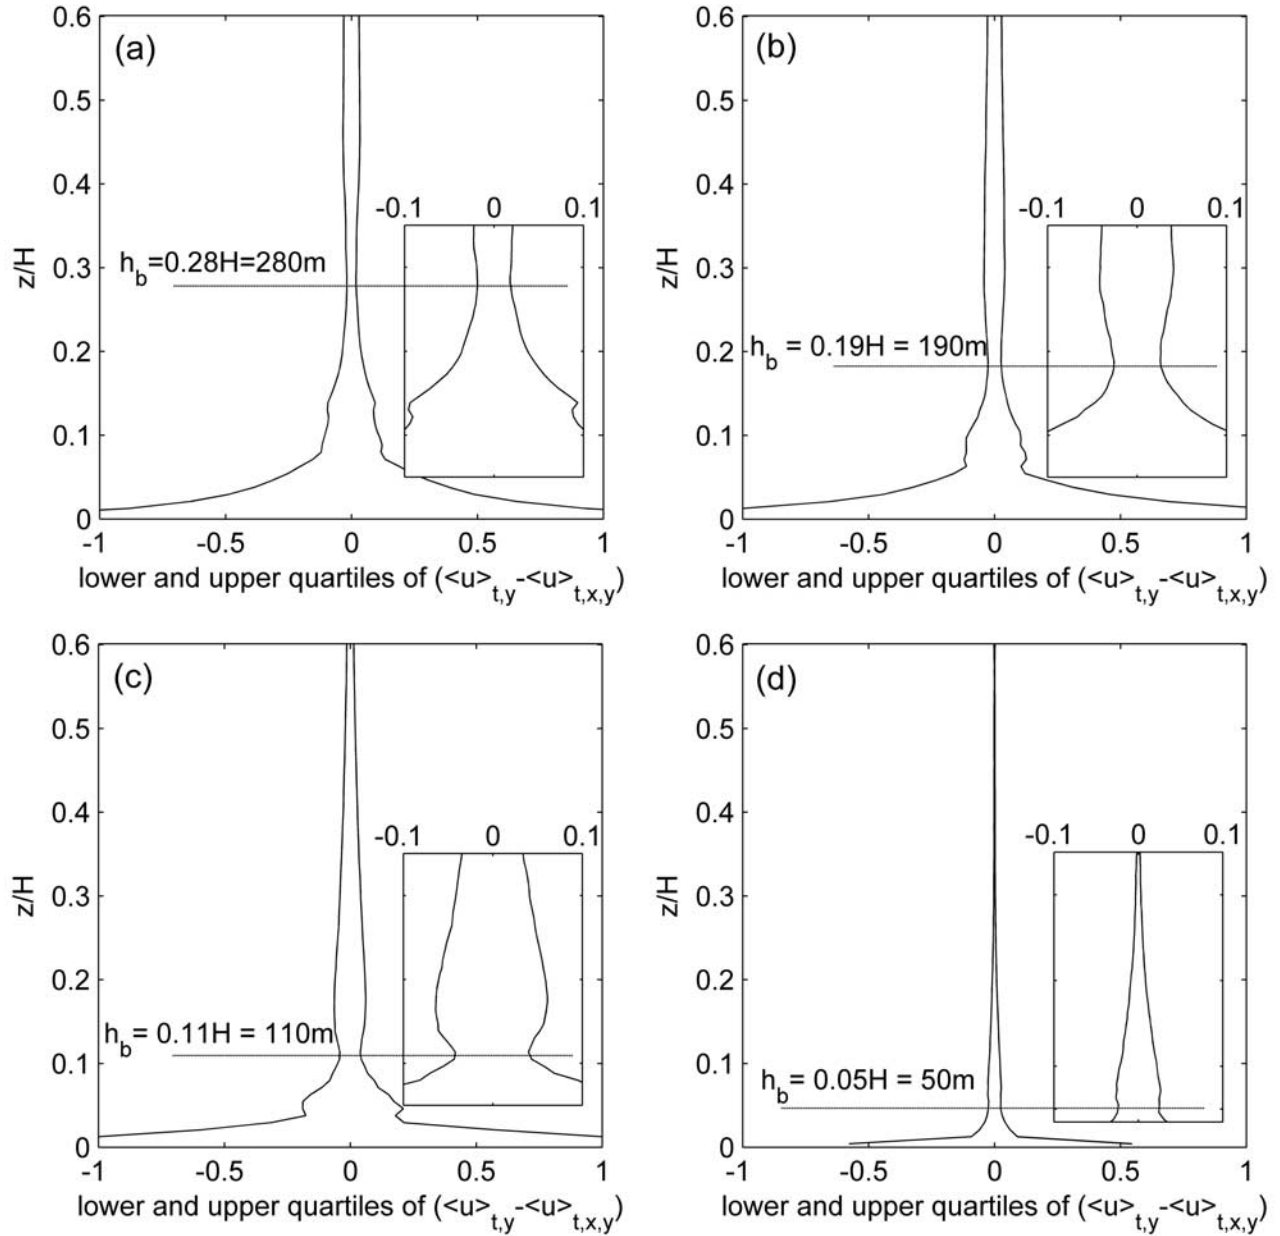 (a)
0.6
0.5
0.4
0.3
0.2
0.1
0
z/H
-0.1 0 0.1
h_b=0.28H=280m
-1 -0.5 0 0.5 1
lower and upper quartiles of (<u>_t,y-<u>_t,x,y)
(b)
0.6
0.5
0.4
0.3
0.2
0.1
0
z/H
-0.1 0 0.1
h_b = 0.19H = 190m
-1 -0.5 0 0.5 1
lower and upper quartiles of (<u>_t,y-<u>_t,x,y)
(c)
0.6
0.5
0.4
0.3
0.2
0.1
0
z/H
-0.1 0 0.1
h_b= 0.11H = 110m
-1 -0.5 0 0.5 1
lower and upper quartiles of (<u>_t,y-<u>_t,x,y)
(d)
0.6
0.5
0.4
0.3
0.2
0.1
0
z/H
-0.1 0 0.1
h_b= 0.05H = 50m
-1 -0.5 0 0.5 1
lower and upper quartiles of (<u>_t,y-<u>_t,x,y)